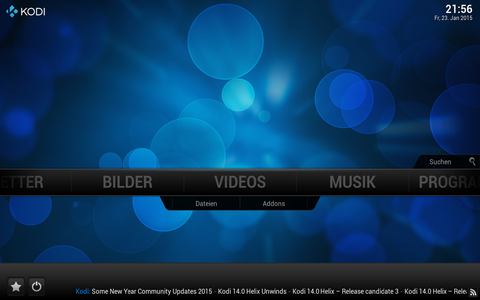 KODI
21:56
Fr, 23. Jan 2015
Suchen
ETTER BILDER VIDEOS MUSIK PROGRA
Dateien Addons
Kodi: Some New Year Community Updates 2015 · Kodi 14.0 Helix Unwinds · Kodi 14.0 Helix – Release candidate 3 · Kodi 14.0 Helix – Rele